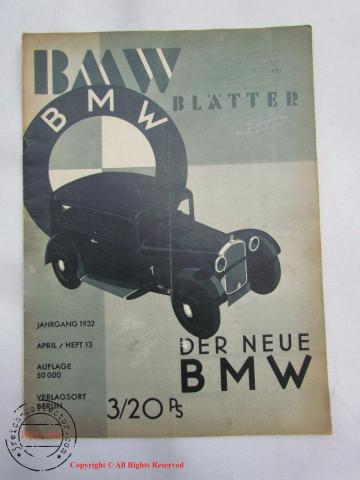 BMW
BLÄTTER
BMW
JAHRGANG 1932
APRIL / HEFT 13
AUFLAGE
50 000
VERLAGSORT
BERLIN
DER NEUE
BMW
3/20 PS
Copyright © All Rights Reserved